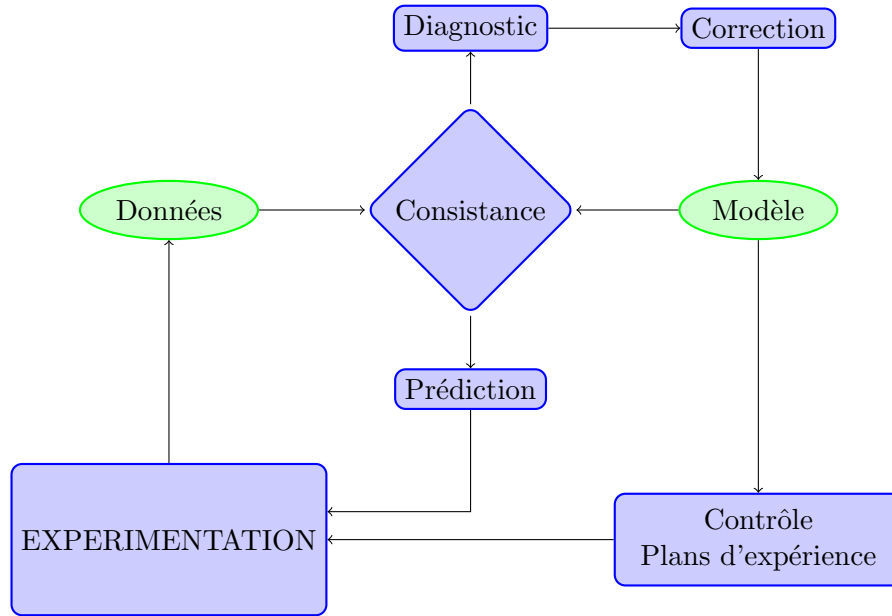 Diagnostic
Correction
Données
Consistance
Modèle
Prédiction
EXPERIMENTATION
Contrôle
Plans d'expérience